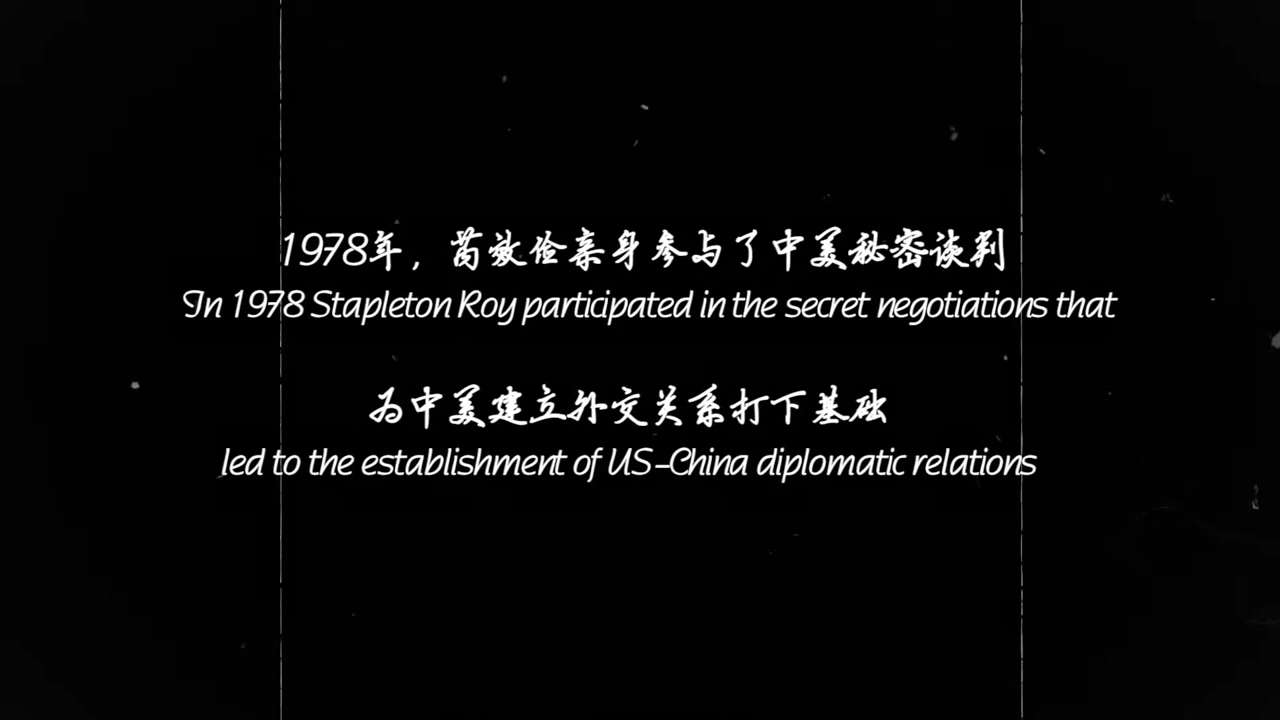 1978年，芮效俭亲身参与了中美秘密谈判
In 1978 Stapleton Roy participated in the secret negotiations that
为中美建立外交关系打下基础
led to the establishment of US-China diplomatic relations